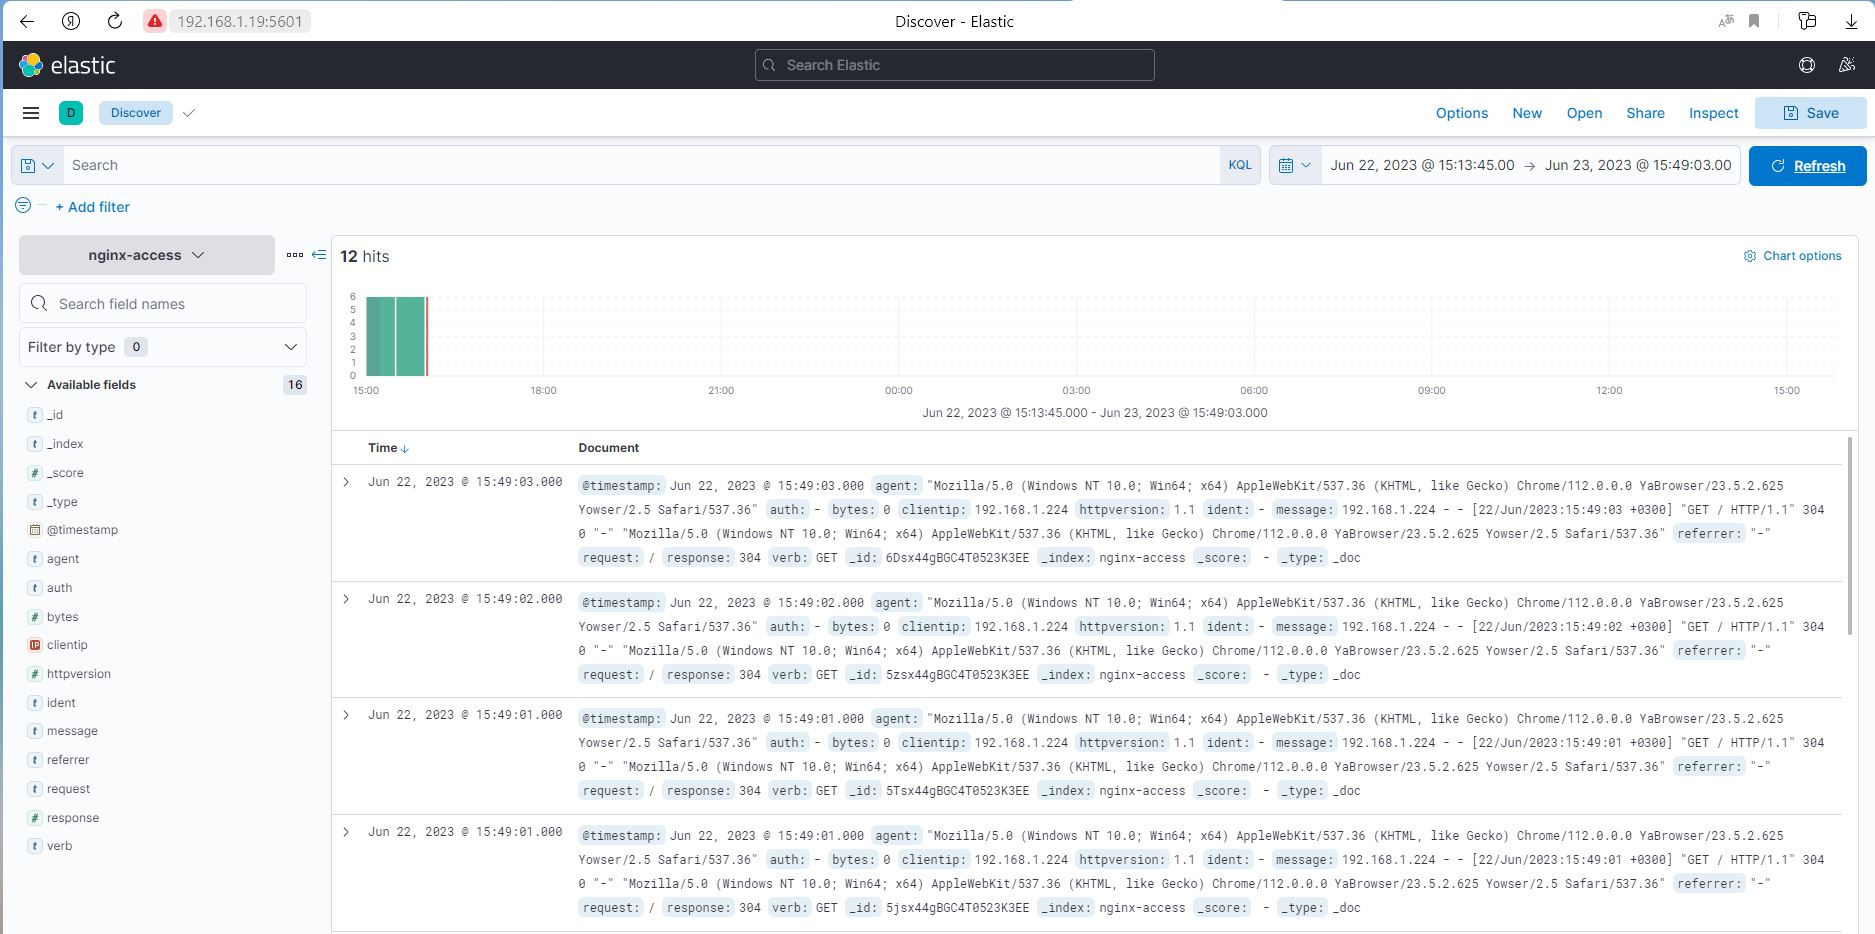 192.168.1.19:5601 Discover - Elastic
elastic Search Elastic
D Discover Options New Open Share Inspect Save
Search KQL Jun 22, 2023 @ 15:13:45.00 → Jun 23, 2023 @ 15:49:03.00 Refresh
+ Add filter
nginx-access
Search field names
Filter by type 0
Available fields 16
t _id
t _index
# _score
t _type
@timestamp
t agent
t auth
# bytes
IP clientip
# httpversion
t ident
t message
t referrer
t request
# response
t verb
12 hits Chart options
6
5
4
3
2
1
0
15:00 18:00 21:00 00:00 03:00 06:00 09:00 12:00 15:00
Jun 22, 2023 @ 15:13:45.000 - Jun 23, 2023 @ 15:49:03.000
Time Document
Jun 22, 2023 @ 15:49:03.000 @timestamp: Jun 22, 2023 @ 15:49:03.000 agent: "Mozilla/5.0 (Windows NT 10.0; Win64; x64) AppleWebKit/537.36 (KHTML, like Gecko) Chrome/112.0.0.0 YaBrowser/23.5.2.625
Yowser/2.5 Safari/537.36" auth: - bytes: 0 clientip: 192.168.1.224 httpversion: 1.1 ident: - message: 192.168.1.224 - - [22/Jun/2023:15:49:03 +0300] "GET / HTTP/1.1" 304
0 "-" "Mozilla/5.0 (Windows NT 10.0; Win64; x64) AppleWebKit/537.36 (KHTML, like Gecko) Chrome/112.0.0.0 YaBrowser/23.5.2.625 Yowser/2.5 Safari/537.36" referrer: "-"
request: / response: 304 verb: GET _id: 6Dsx44gBGC4T0523K3EE _index: nginx-access _score: - _type: _doc
Jun 22, 2023 @ 15:49:02.000 @timestamp: Jun 22, 2023 @ 15:49:02.000 agent: "Mozilla/5.0 (Windows NT 10.0; Win64; x64) AppleWebKit/537.36 (KHTML, like Gecko) Chrome/112.0.0.0 YaBrowser/23.5.2.625
Yowser/2.5 Safari/537.36" auth: - bytes: 0 clientip: 192.168.1.224 httpversion: 1.1 ident: - message: 192.168.1.224 - - [22/Jun/2023:15:49:02 +0300] "GET / HTTP/1.1" 304
0 "-" "Mozilla/5.0 (Windows NT 10.0; Win64; x64) AppleWebKit/537.36 (KHTML, like Gecko) Chrome/112.0.0.0 YaBrowser/23.5.2.625 Yowser/2.5 Safari/537.36" referrer: "-"
request: / response: 304 verb: GET _id: 5zsx44gBGC4T0523K3EE _index: nginx-access _score: - _type: _doc
Jun 22, 2023 @ 15:49:01.000 @timestamp: Jun 22, 2023 @ 15:49:01.000 agent: "Mozilla/5.0 (Windows NT 10.0; Win64; x64) AppleWebKit/537.36 (KHTML, like Gecko) Chrome/112.0.0.0 YaBrowser/23.5.2.625
Yowser/2.5 Safari/537.36" auth: - bytes: 0 clientip: 192.168.1.224 httpversion: 1.1 ident: - message: 192.168.1.224 - - [22/Jun/2023:15:49:01 +0300] "GET / HTTP/1.1" 304
0 "-" "Mozilla/5.0 (Windows NT 10.0; Win64; x64) AppleWebKit/537.36 (KHTML, like Gecko) Chrome/112.0.0.0 YaBrowser/23.5.2.625 Yowser/2.5 Safari/537.36" referrer: "-"
request: / response: 304 verb: GET _id: 5Tsx44gBGC4T0523K3EE _index: nginx-access _score: - _type: _doc
Jun 22, 2023 @ 15:49:01.000 @timestamp: Jun 22, 2023 @ 15:49:01.000 agent: "Mozilla/5.0 (Windows NT 10.0; Win64; x64) AppleWebKit/537.36 (KHTML, like Gecko) Chrome/112.0.0.0 YaBrowser/23.5.2.625
Yowser/2.5 Safari/537.36" auth: - bytes: 0 clientip: 192.168.1.224 httpversion: 1.1 ident: - message: 192.168.1.224 - - [22/Jun/2023:15:49:01 +0300] "GET / HTTP/1.1" 304
0 "-" "Mozilla/5.0 (Windows NT 10.0; Win64; x64) AppleWebKit/537.36 (KHTML, like Gecko) Chrome/112.0.0.0 YaBrowser/23.5.2.625 Yowser/2.5 Safari/537.36" referrer: "-"
request: / response: 304 verb: GET _id: 5jsx44gBGC4T0523K3EE _index: nginx-access _score: - _type: _doc